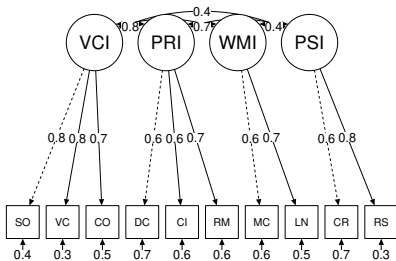 0.4
0.8 0.7 0.4
VCI PRI WMI PSI
0.8 0.8 0.7 0.6 0.6 0.7 0.6 0.7 0.6 0.8
SO VC CO DC CI RM MC LN CR RS
0.4 0.3 0.5 0.7 0.6 0.6 0.6 0.5 0.7 0.3